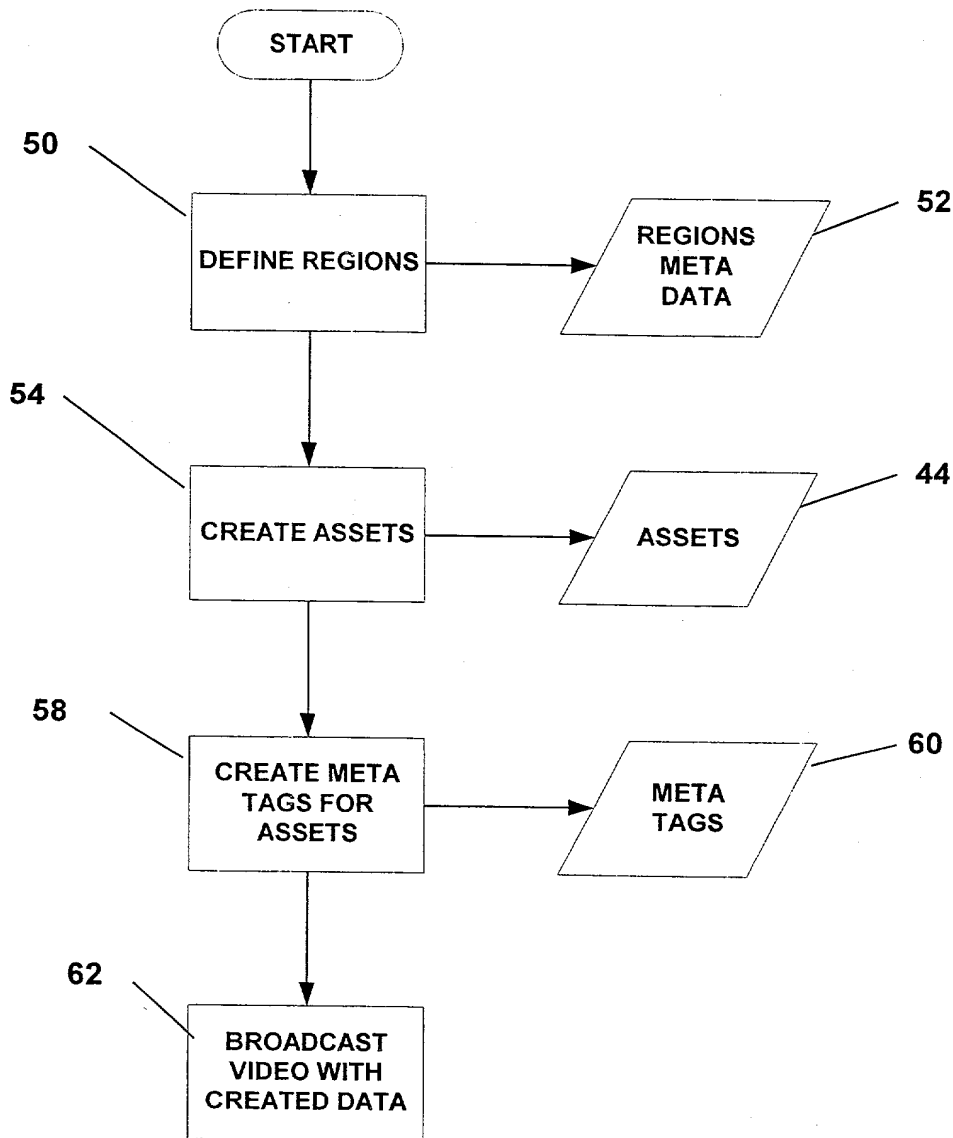 START
50
DEFINE REGIONS
REGIONS
META
DATA
52
54
CREATE ASSETS
ASSETS
44
58
CREATE META
TAGS FOR
ASSETS
META
TAGS
60
62
BROADCAST
VIDEO WITH
CREATED DATA